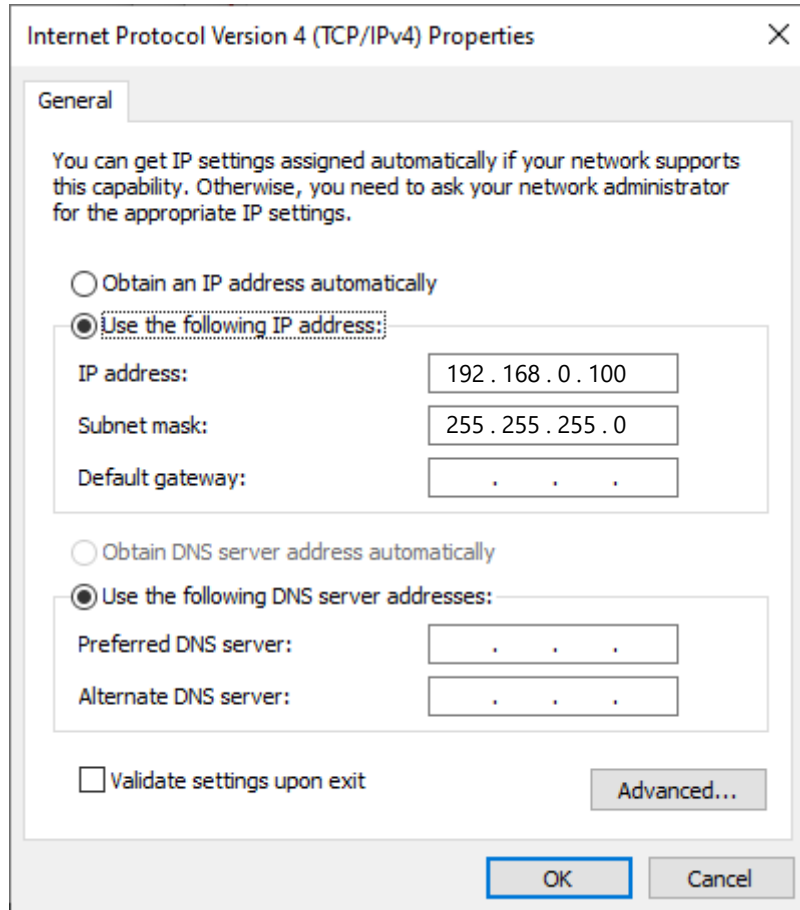 Internet Protocol Version 4 (TCP/IPv4) Properties
General
You can get IP settings assigned automatically if your network supports
this capability. Otherwise, you need to ask your network administrator
for the appropriate IP settings.
Obtain an IP address automatically
Use the following IP address:
IP address: 192 . 168 . 0 . 100
Subnet mask: 255 . 255 . 255 . 0
Default gateway: . . .
Obtain DNS server address automatically
Use the following DNS server addresses:
Preferred DNS server: . . .
Alternate DNS server: . . .
Validate settings upon exit
Advanced...
OK Cancel